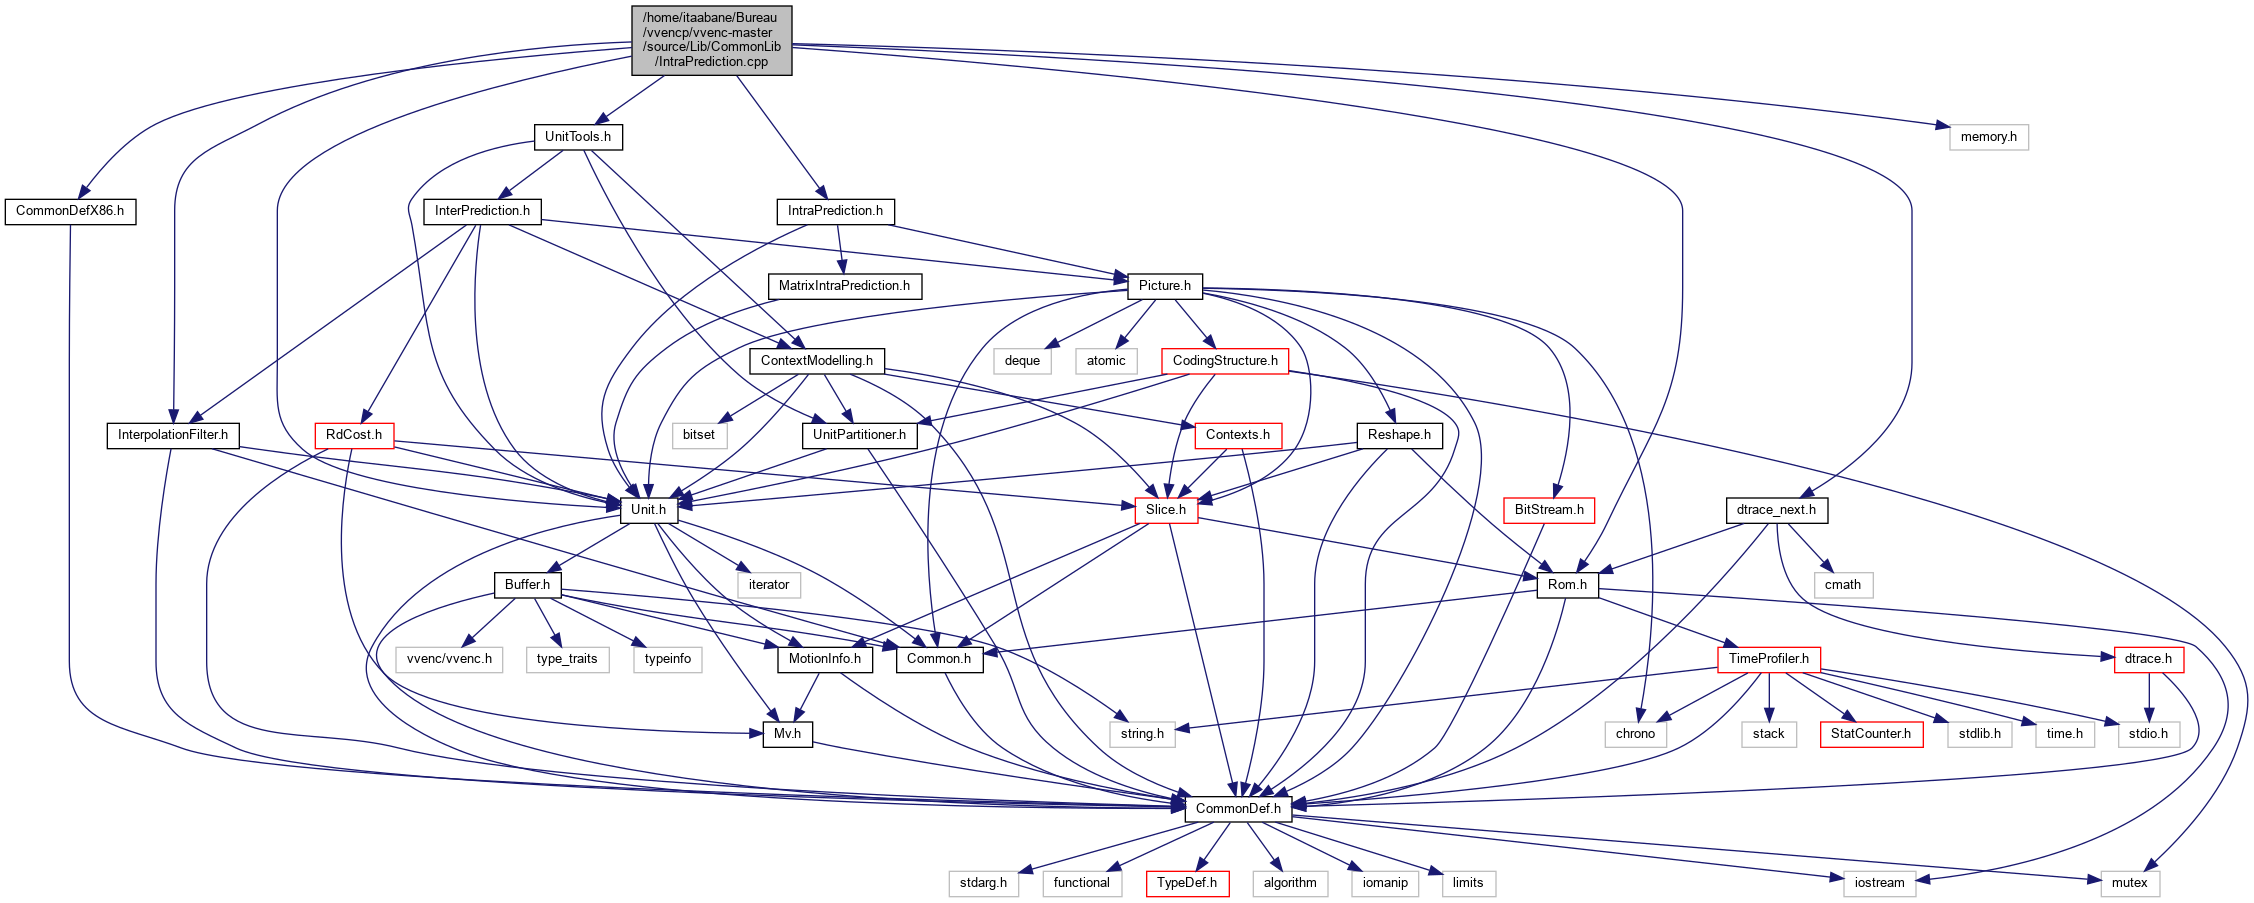 /home/itaabane/Bureau
/vvencp/vvenc-master
/source/Lib/CommonLib
/IntraPrediction.cpp
UnitTools.h
memory.h
CommonDefX86.h
InterPrediction.h
IntraPrediction.h
MatrixIntraPrediction.h
Picture.h
ContextModelling.h
deque
atomic
CodingStructure.h
InterpolationFilter.h
RdCost.h
bitset
UnitPartitioner.h
Contexts.h
Reshape.h
Unit.h
Slice.h
BitStream.h
dtrace_next.h
Buffer.h
iterator
Rom.h
cmath
vvenc/vvenc.h
type_traits
typeinfo
MotionInfo.h
Common.h
TimeProfiler.h
dtrace.h
Mv.h
string.h
chrono
stack
StatCounter.h
stdlib.h
time.h
stdio.h
CommonDef.h
stdarg.h
functional
TypeDef.h
algorithm
iomanip
limits
iostream
mutex